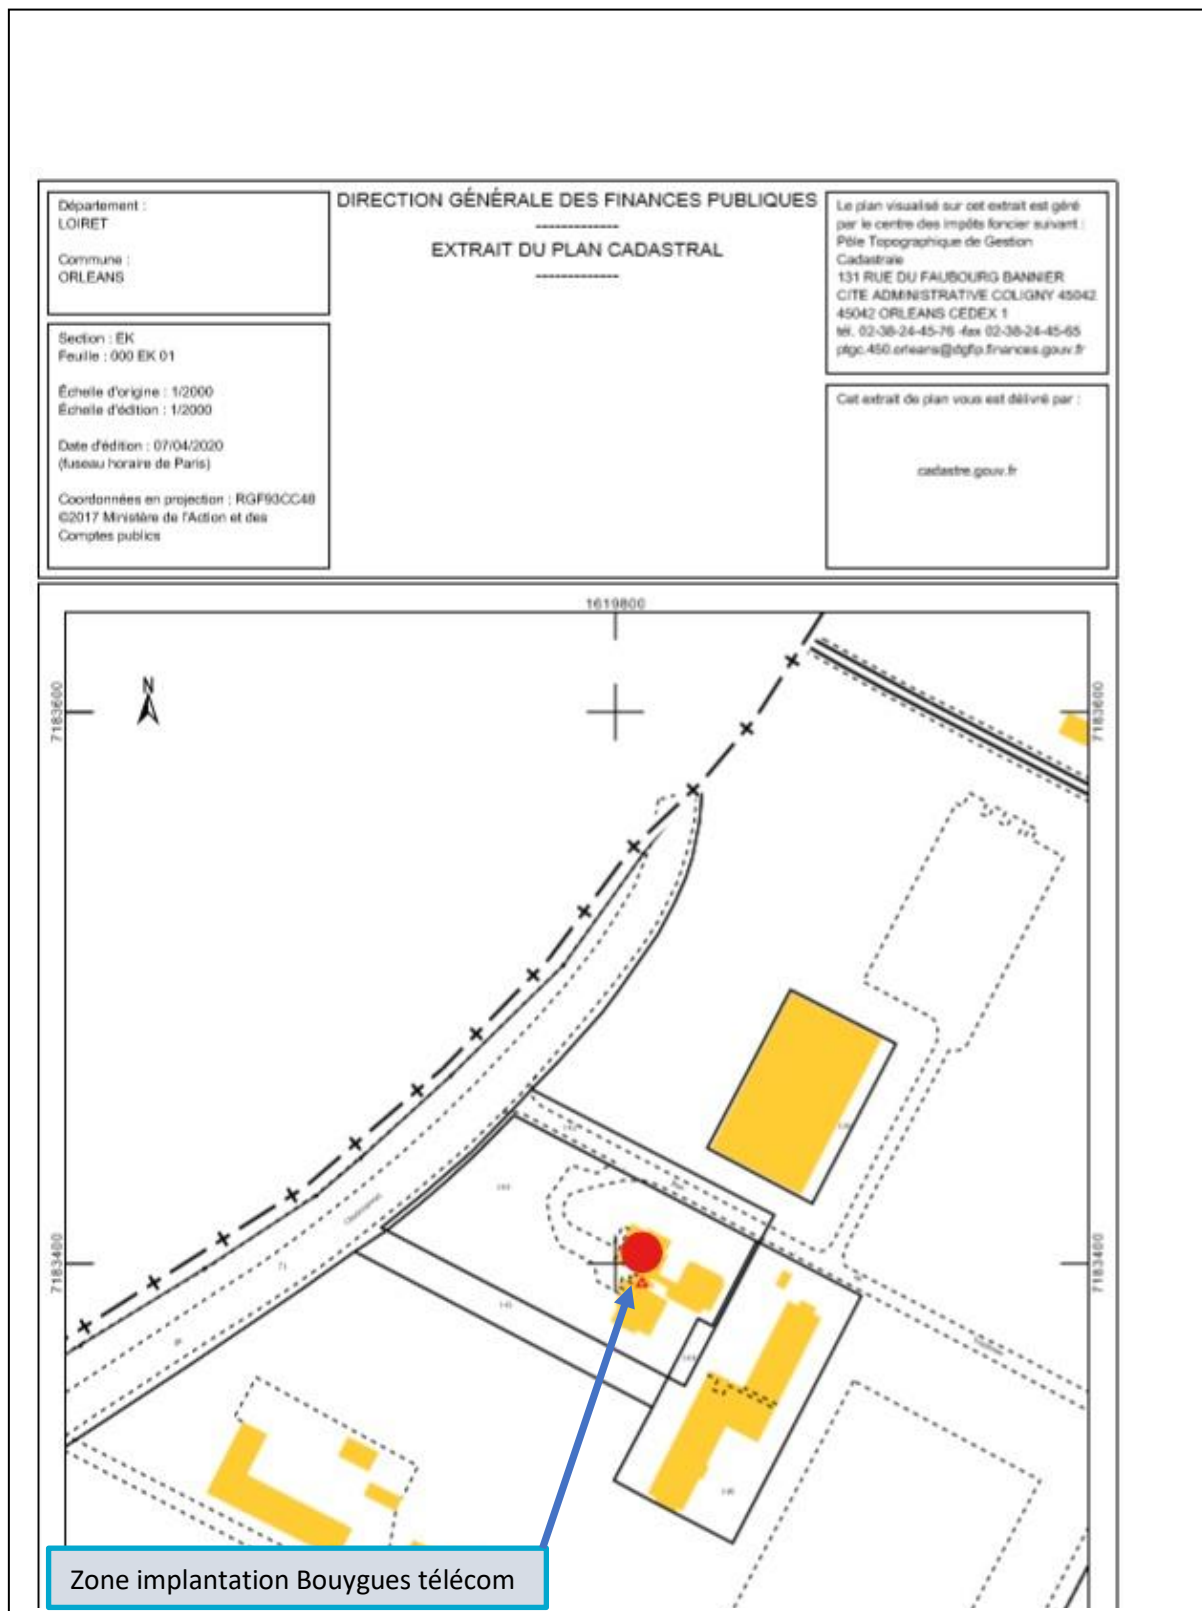 Département :
LOIRET
Commune :
ORLEANS
Section : EK
Feuille : 000 EK 01
Échelle d'origine : 1/2000
Échelle d'édition : 1/2000
Date d'édition : 07/04/2020
(fuseau horaire de Paris)
Coordonnées en projection : RGF93CC48
©2017 Ministère de l'Action et des
Comptes publics
DIRECTION GÉNÉRALE DES FINANCES PUBLIQUES
-------------
EXTRAIT DU PLAN CADASTRAL
-------------
Le plan visualisé sur cet extrait est géré
par le centre des impôts foncier suivant :
Pôle Topographique de Gestion
Cadastrale
131 RUE DU FAUBOURG BANNIER
CITE ADMINISTRATIVE COLIGNY 45042
45042 ORLEANS CEDEX 1
tél. 02-38-24-45-76 -fax 02-38-24-45-65
ptgc.450.orleans@dgfip.finances.gouv.fr
Cet extrait de plan vous est délivré par :
cadastre.gouv.fr
1619800
N
7183600
7183600
7183400
7183400
71
Zone implantation Bouygues télécom